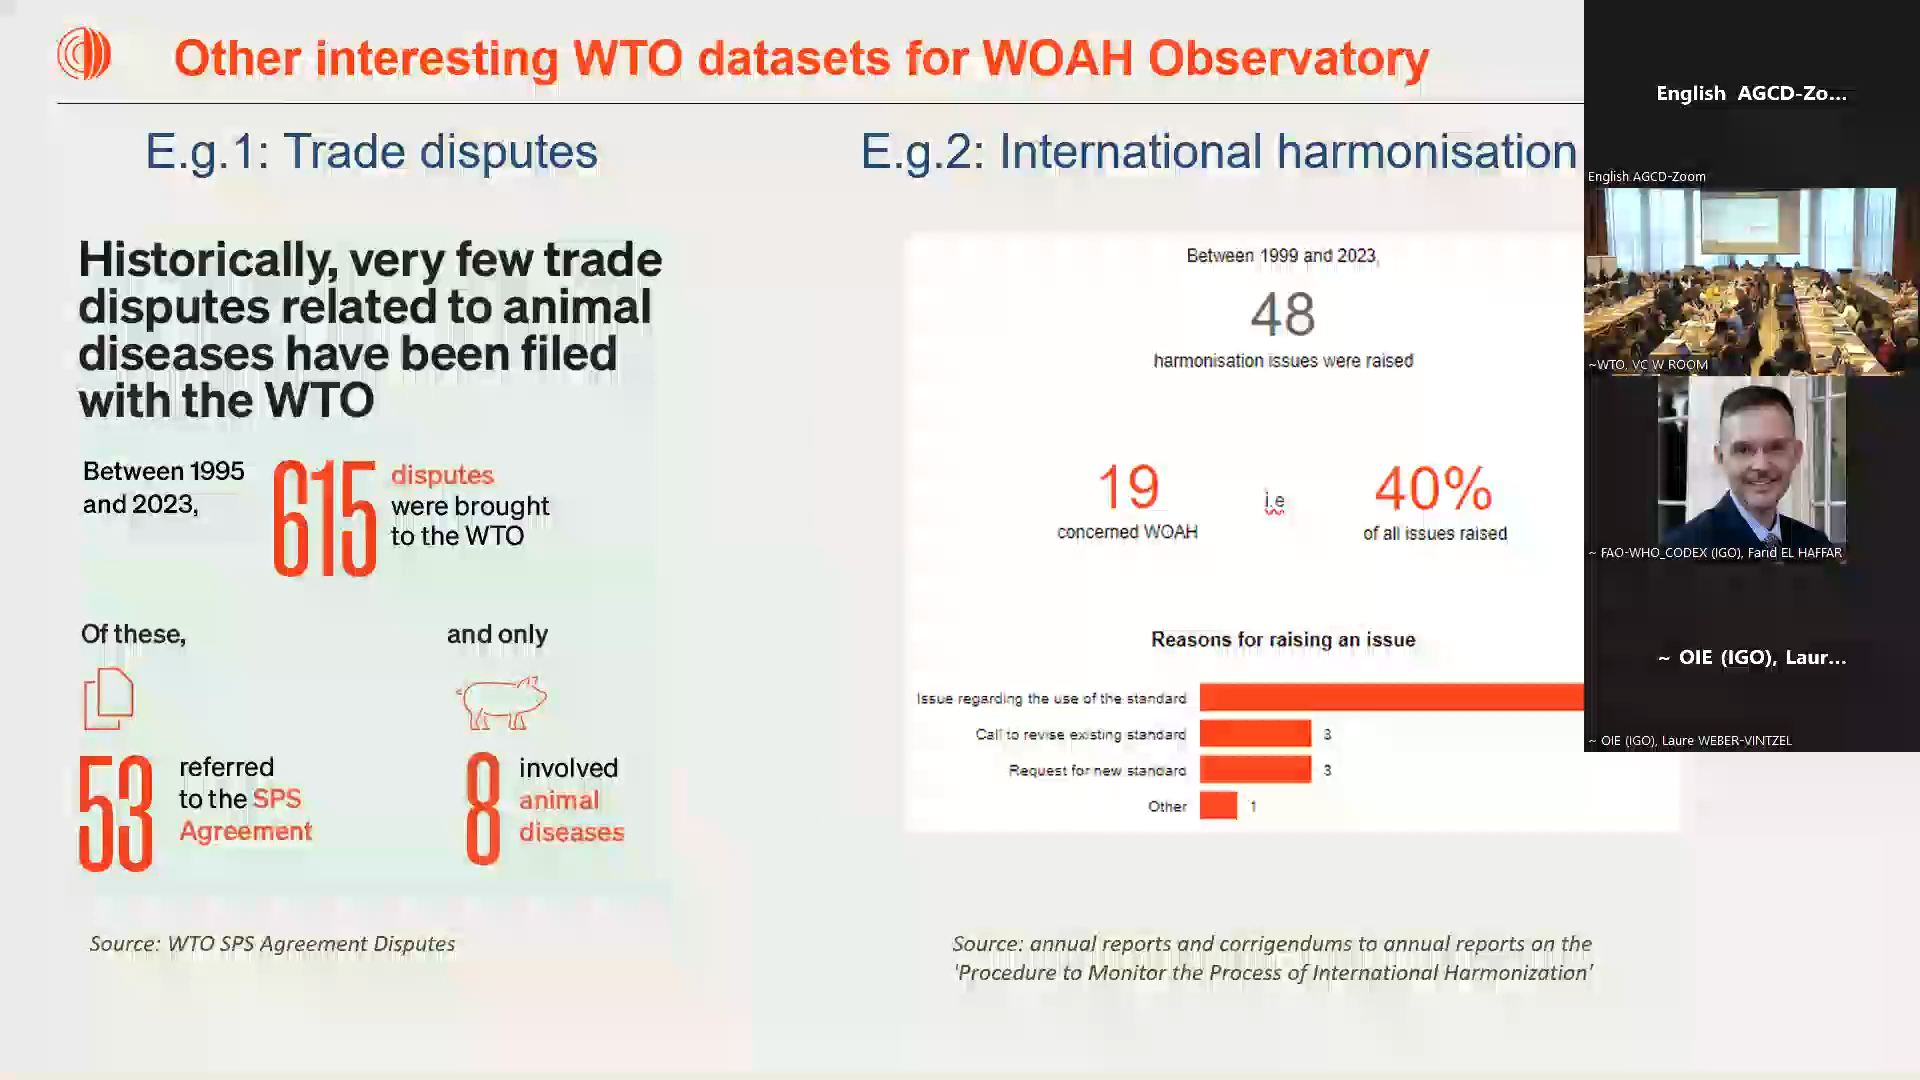 Other interesting WTO datasets for WOAH Observatory
E.g.1: Trade disputes
Historically, very few trade
disputes related to animal
diseases have been filed
with the WTO
Between 1995
and 2023,
615
disputes
were brought
to the WTO
Of these,
53
referred
to the SPS
Agreement
and only
8
involved
animal
diseases
Source: WTO SPS Agreement Disputes
E.g.2: International harmonisation
Between 1999 and 2023,
48
harmonisation issues were raised
19
concerned WOAH
i.e
40%
of all issues raised
Reasons for raising an issue
Issue regarding the use of the standard
Call to revise existing standard 3
Request for new standard 3
Other 1
Source: annual reports and corrigendums to annual reports on the
'Procedure to Monitor the Process of International Harmonization'
English AGCD-Zo...
English AGCD-Zoom
~WTO, VC W ROOM
~ FAO-WHO_CODEX (IGO), Farid EL HAFFAR
~ OIE (IGO), Laur...
~ OIE (IGO), Laure WEBER-VINTZEL